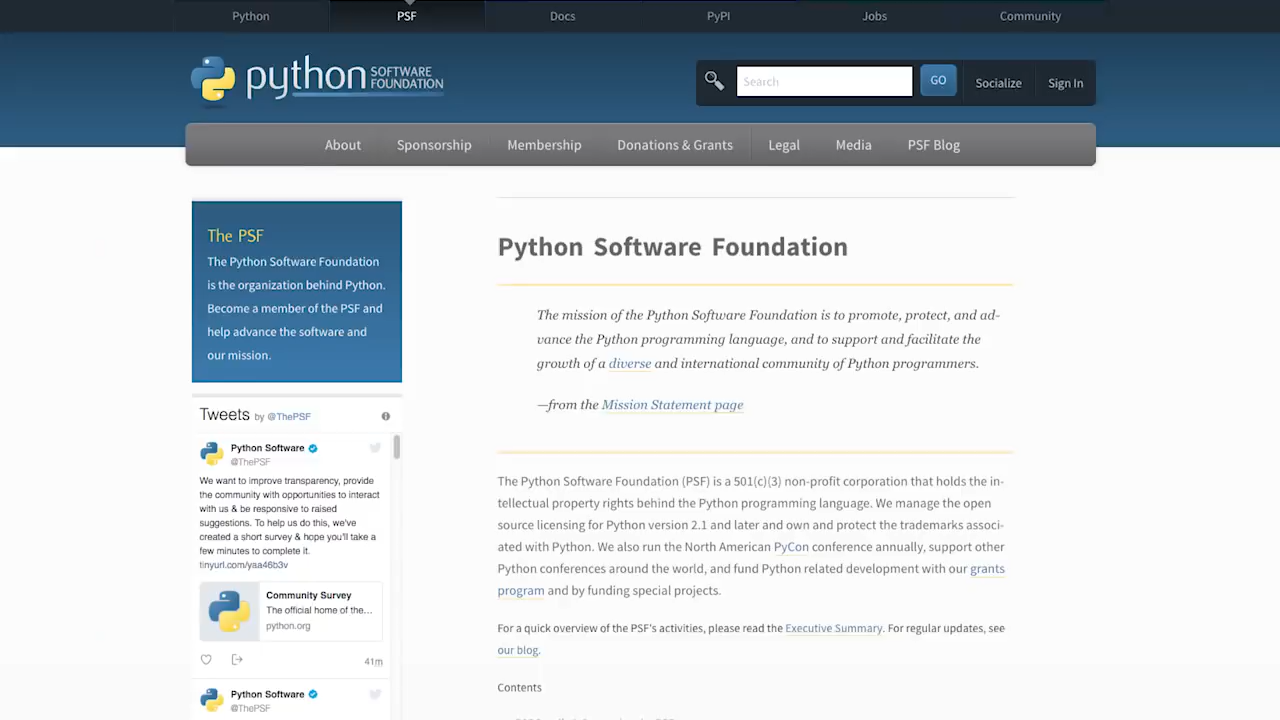 Python
PSF
Docs
PyPI
Jobs
Community
python SOFTWARE FOUNDATION
Search
GO
Socialize
Sign In
About
Sponsorship
Membership
Donations & Grants
Legal
Media
PSF Blog
The PSF
The Python Software Foundation
is the organization behind Python.
Become a member of the PSF and
help advance the software and
our mission.
Tweets by @ThePSF
Python Software
@ThePSF
We want to improve transparency, provide
the community with opportunities to interact
with us & be responsive to raised
suggestions. To help us do this, we've
created a short survey & hope you'll take a
few minutes to complete it.
tinyurl.com/yaa46b3v
Community Survey
The official home of the...
python.org
41m
Python Software
@ThePSF
Python Software Foundation
The mission of the Python Software Foundation is to promote, protect, and ad-
vance the Python programming language, and to support and facilitate the
growth of a diverse and international community of Python programmers.
—from the Mission Statement page
The Python Software Foundation (PSF) is a 501(c)(3) non-profit corporation that holds the in-
tellectual property rights behind the Python programming language. We manage the open
source licensing for Python version 2.1 and later and own and protect the trademarks associ-
ated with Python. We also run the North American PyCon conference annually, support other
Python conferences around the world, and fund Python related development with our grants
program and by funding special projects.
For a quick overview of the PSF's activities, please read the Executive Summary. For regular updates, see
our blog.
Contents